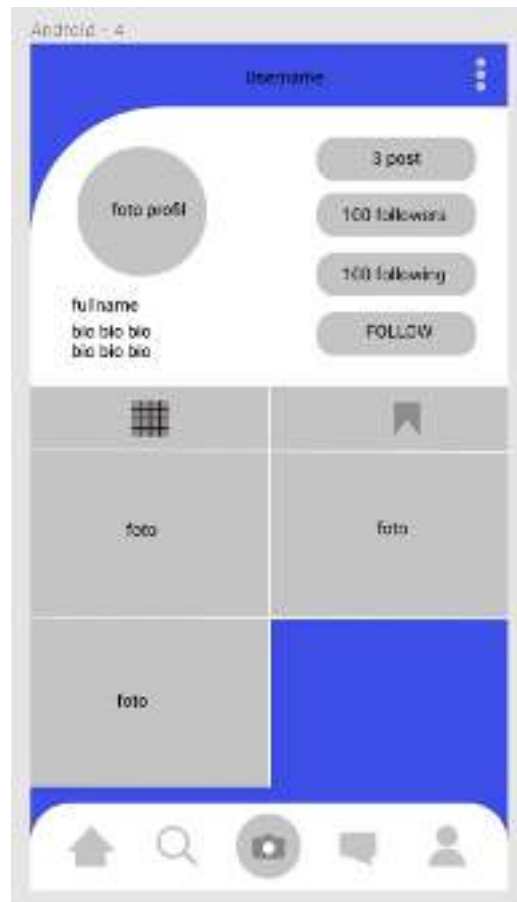 Android - 4
Username
foto profil
3 post
100 followers
100 following
FOLLOW
fullname
bio bio bio
bio bio bio
foto
foto
foto